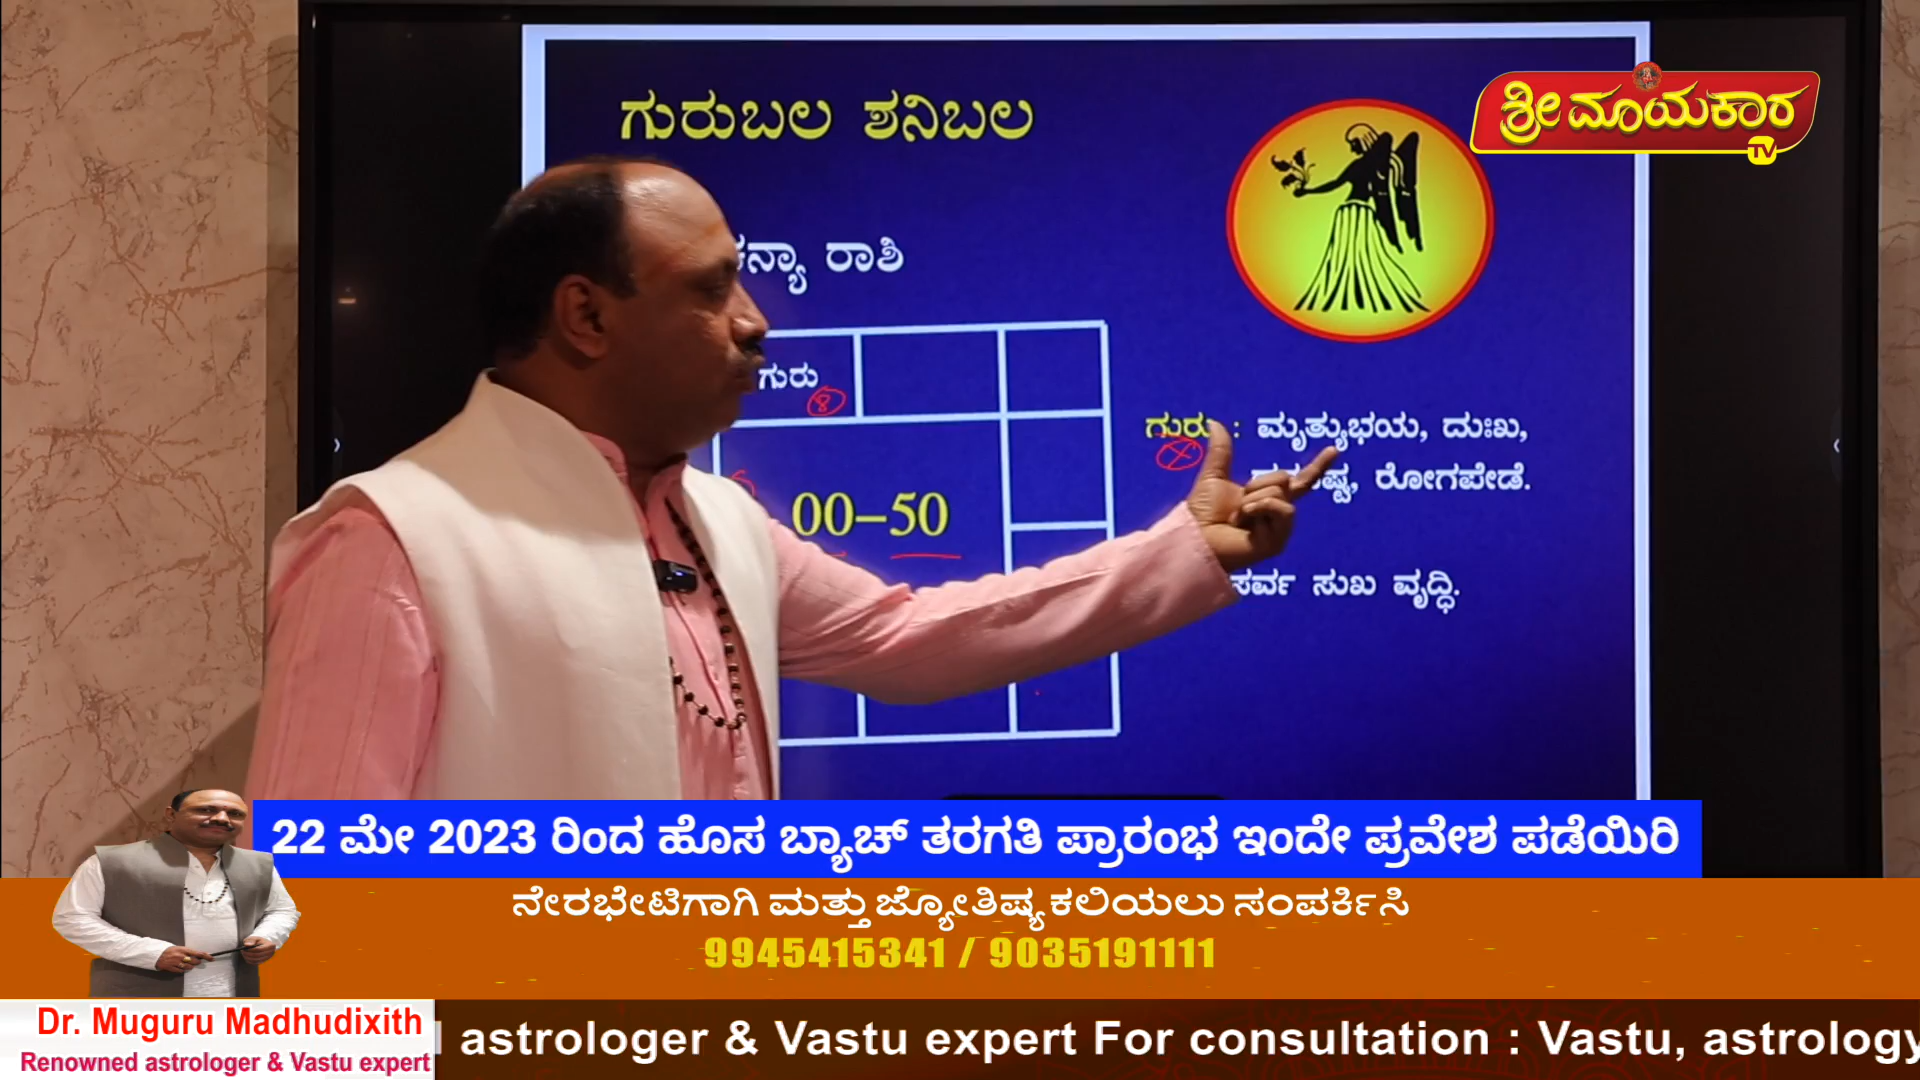 ಗುರುಬಲ ಶನಿಬಲ
ಶ್ರೀ ಮಾಯಕ್ಕಾರ
TV
ರಾಶಿ
ಗುರು
8
ಗುರು : ಮೃತ್ಯುಭಯ, ದುಃಖ,
ರೋಗಪೀಡೆ.
00-50
ಸರ್ವ ಸುಖ ವೃದ್ಧಿ.
22 ಮೇ 2023 ರಿಂದ ಹೊಸ ಬ್ಯಾಚ್ ತರಗತಿ ಪ್ರಾರಂಭ ಇಂದೇ ಪ್ರವೇಶ ಪಡೆಯಿರಿ
ನೇರಭೇಟಿಗಾಗಿ ಮತ್ತು ಜ್ಯೋತಿಷ್ಯ ಕಲಿಯಲು ಸಂಪರ್ಕಿಸಿ
9945415341 / 9035191111
Dr. Muguru Madhudixith
Renowned astrologer & Vastu expert
astrologer & Vastu expert For consultation : Vastu, astrology